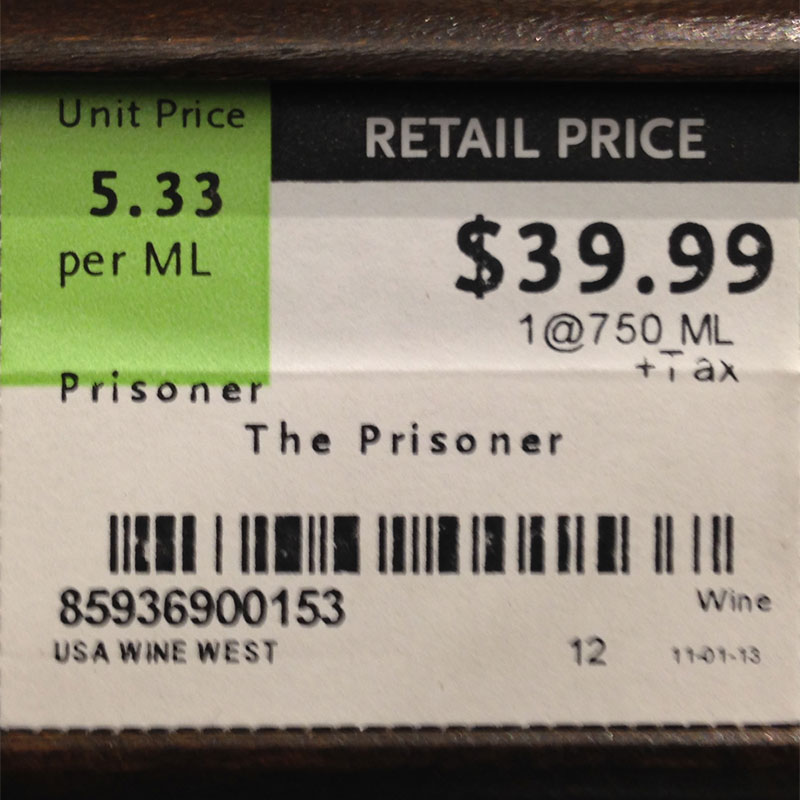 Unit Price
5.33
per ML
RETAIL PRICE
$39.99
1@750 ML
+Tax
Prisoner
The Prisoner
85936900153
Wine
USA WINE WEST
12
11-01-13